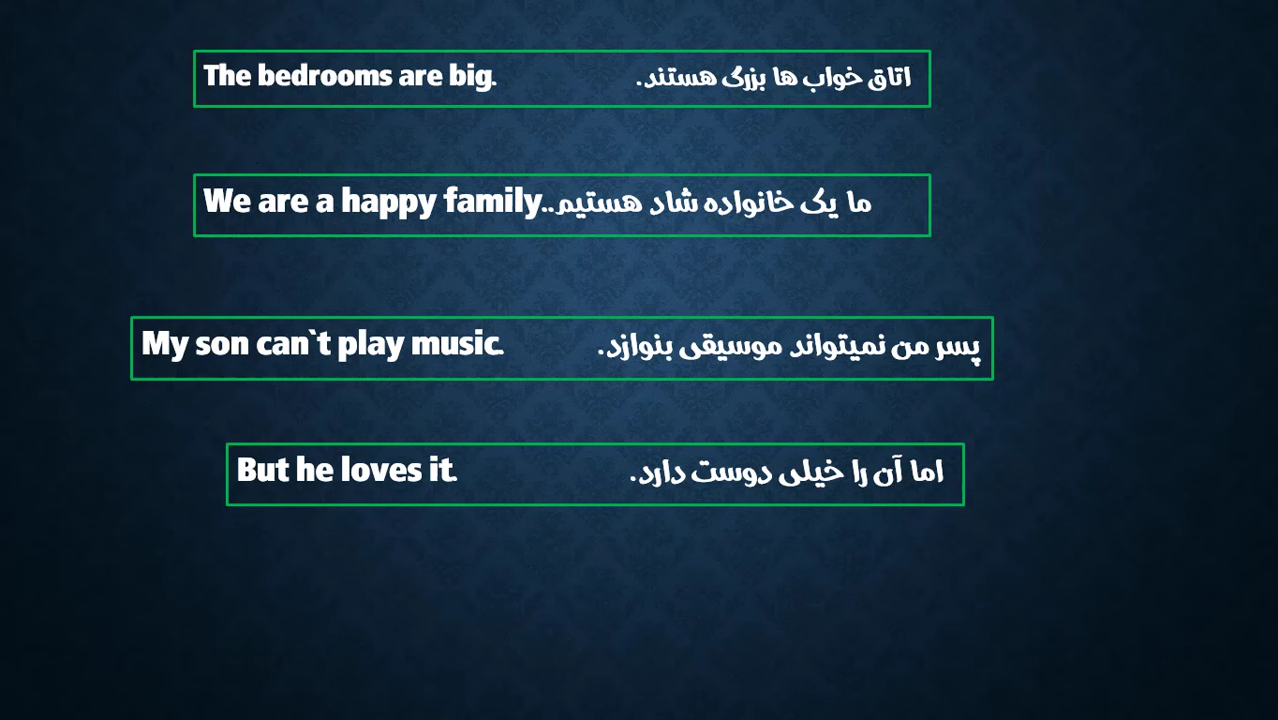 The bedrooms are big. اتاق خواب ها بزرگ هستند.
We are a happy family..ما یک خانواده شاد هستیم
My son can`t play music. پسر من نمیتواند موسیقی بنوازد.
But he loves it. اما آن را خیلی دوست دارد.